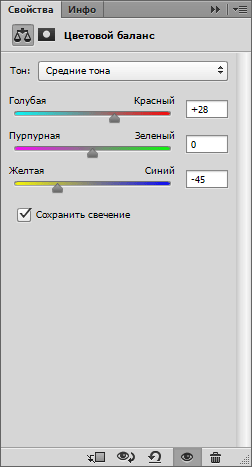 Свойства Инфо
Цветовой баланс
Тон: Средние тона
Голубая Красный +28
Пурпурная Зеленый 0
Желтая Синий -45
Сохранить свечение